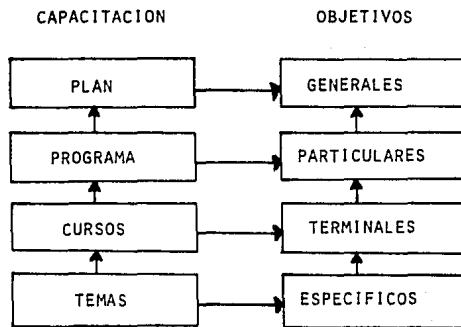 CAPACITACION OBJETIVOS
PLAN GENERALES
PROGRAMA PARTICULARES
CURSOS TERMINALES
TEMAS ESPECIFICOS